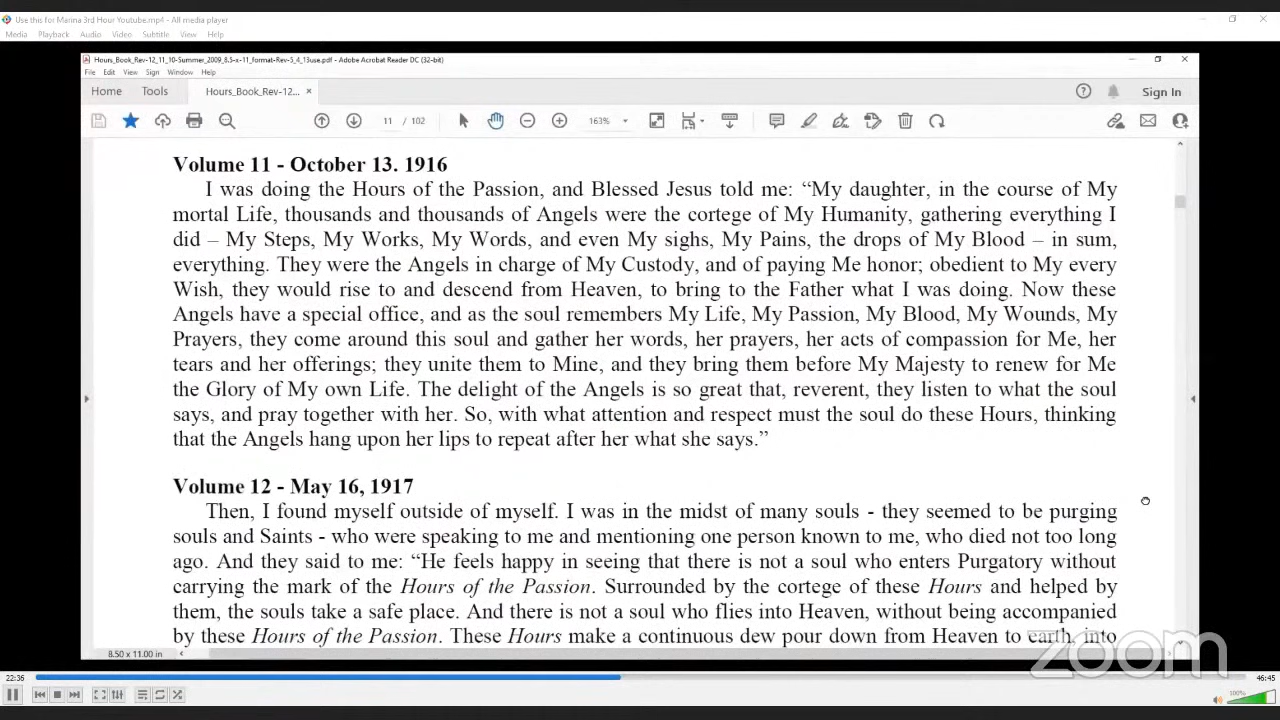 Use this for Marina 3rd Hour Youtube.mp4 - All media player
Media Playback Audio Video Subtitle View Help
Hours_Book_Rev-12_11_10-Summer_2009_8.5-x-11_format-Rev-5_4_13use.pdf - Adobe Acrobat Reader DC (32-bit)
File Edit View Sign Window Help
Home Tools Hours_Book_Rev-12... × Sign In
11 / 102 163%
Volume 11 - October 13. 1916
I was doing the Hours of the Passion, and Blessed Jesus told me: “My daughter, in the course of My
mortal Life, thousands and thousands of Angels were the cortege of My Humanity, gathering everything I
did – My Steps, My Works, My Words, and even My sighs, My Pains, the drops of My Blood – in sum,
everything. They were the Angels in charge of My Custody, and of paying Me honor; obedient to My every
Wish, they would rise to and descend from Heaven, to bring to the Father what I was doing. Now these
Angels have a special office, and as the soul remembers My Life, My Passion, My Blood, My Wounds, My
Prayers, they come around this soul and gather her words, her prayers, her acts of compassion for Me, her
tears and her offerings; they unite them to Mine, and they bring them before My Majesty to renew for Me
the Glory of My own Life. The delight of the Angels is so great that, reverent, they listen to what the soul
says, and pray together with her. So, with what attention and respect must the soul do these Hours, thinking
that the Angels hang upon her lips to repeat after her what she says.”
Volume 12 - May 16, 1917
Then, I found myself outside of myself. I was in the midst of many souls - they seemed to be purging
souls and Saints - who were speaking to me and mentioning one person known to me, who died not too long
ago. And they said to me: “He feels happy in seeing that there is not a soul who enters Purgatory without
carrying the mark of the Hours of the Passion. Surrounded by the cortege of these Hours and helped by
them, the souls take a safe place. And there is not a soul who flies into Heaven, without being accompanied
by these Hours of the Passion. These Hours make a continuous dew pour down from Heaven to earth, into
8.50 x 11.00 in
zoom
22:36 46:45
100%